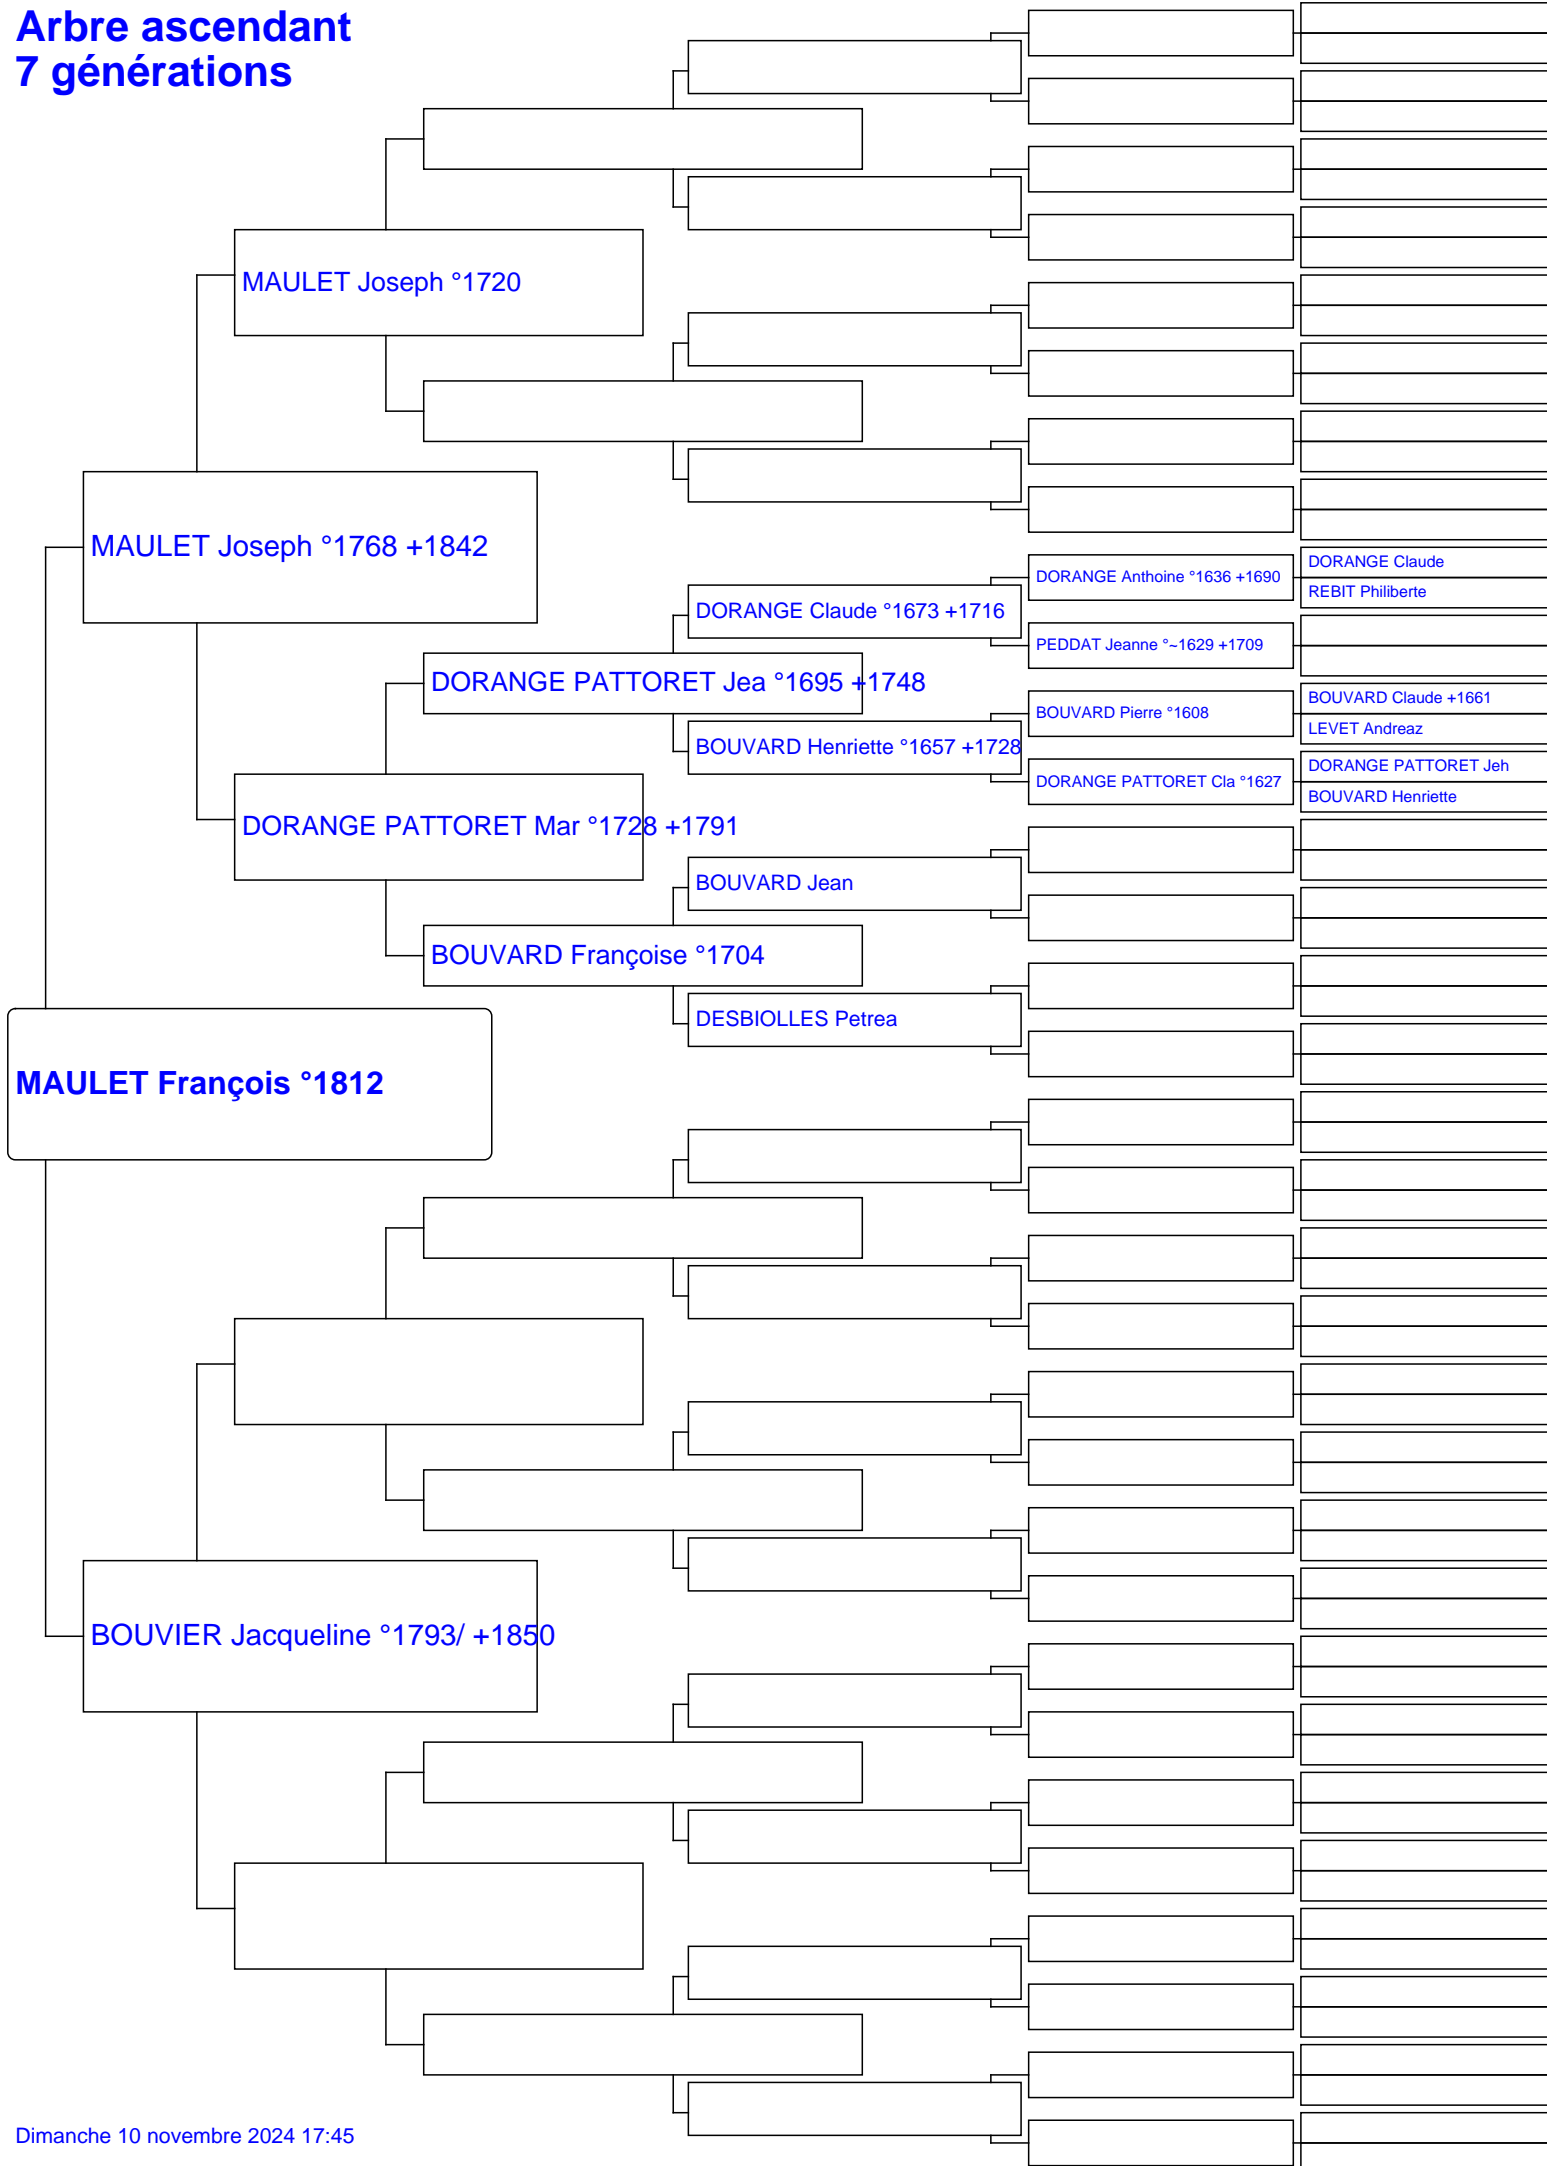 Arbre ascendant
7 générations
MAULET Joseph °1720
MAULET Joseph °1768 +1842
DORANGE Claude
DORANGE Anthoine °1636 +1690
REBIT Philiberte
DORANGE Claude °1673 +1716
PEDDAT Jeanne °~1629 +1709
DORANGE PATTORET Jea °1695 +1748
BOUVARD Claude +1661
BOUVARD Pierre °1608
LEVET Andreaz
BOUVARD Henriette °1657 +1728
DORANGE PATTORET Jeh
DORANGE PATTORET Cla °1627
BOUVARD Henriette
DORANGE PATTORET Mar °1728 +1791
BOUVARD Jean
BOUVARD Françoise °1704
DESBIOLLES Petrea
MAULET François °1812
BOUVIER Jacqueline °1793/ +1850
Dimanche 10 novembre 2024 17:45